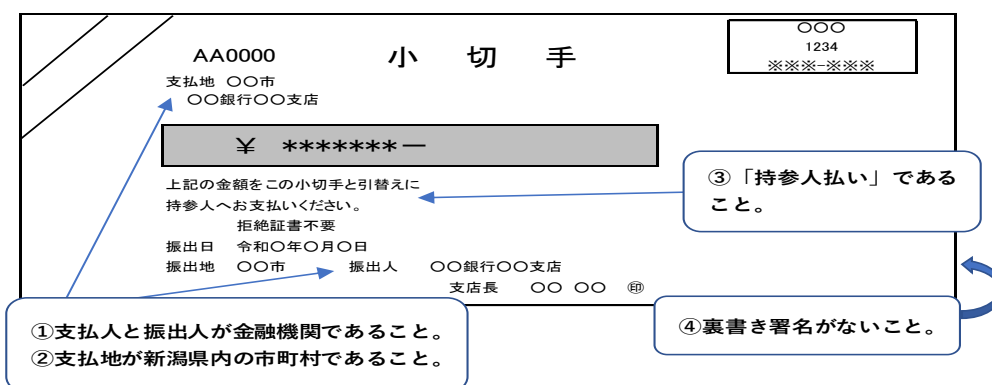 〇〇〇
1234
※※※-※※※
AA0000
小 切 手
支払地 〇〇市
〇〇銀行〇〇支店
￥ *******－
上記の金額をこの小切手と引替えに
持参人へお支払いください。
拒絶証書不要
振出日 令和〇年〇月〇日
振出地 〇〇市 振出人 〇〇銀行〇〇支店
支店長 〇〇 〇〇 ㊞
③「持参人払い」である
こと。
①支払人と振出人が金融機関であること。
②支払地が新潟県内の市町村であること。
④裏書き署名がないこと。